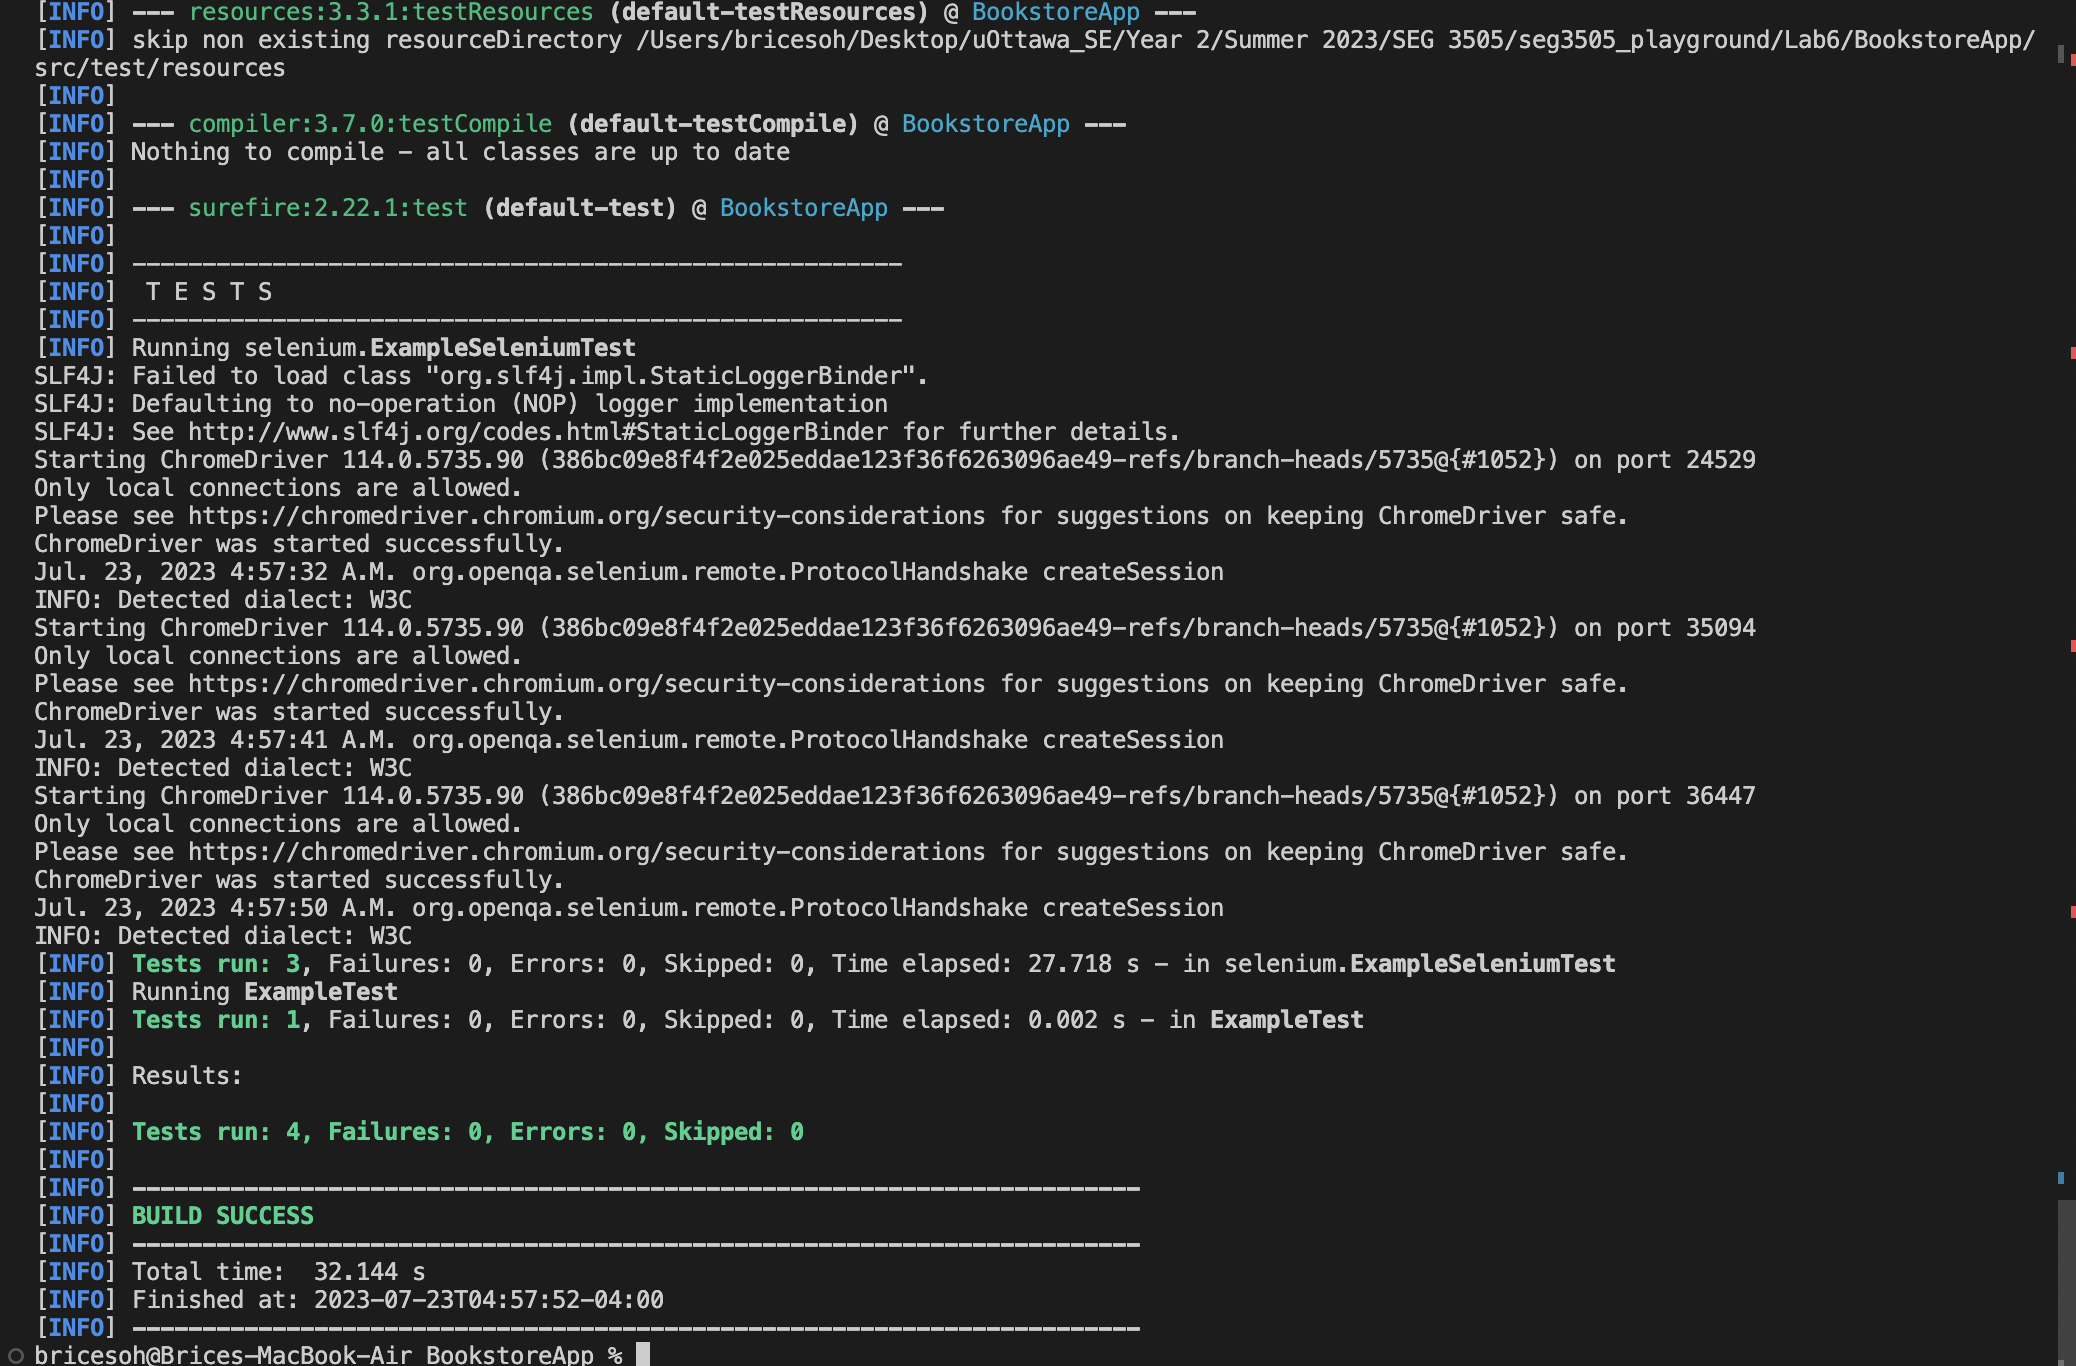 [INFO] --- resources:3.3.1:testResources (default-testResources) @ BookstoreApp ---
[INFO] skip non existing resourceDirectory /Users/bricesoh/Desktop/uOttawa_SE/Year 2/Summer 2023/SEG 3505/seg3505_playground/Lab6/BookstoreApp/
src/test/resources
[INFO]
[INFO] --- compiler:3.7.0:testCompile (default-testCompile) @ BookstoreApp ---
[INFO] Nothing to compile - all classes are up to date
[INFO]
[INFO] --- surefire:2.22.1:test (default-test) @ BookstoreApp ---
[INFO]
[INFO] -------------------------------------------------------
[INFO]  T E S T S
[INFO] -------------------------------------------------------
[INFO] Running selenium.ExampleSeleniumTest
SLF4J: Failed to load class "org.slf4j.impl.StaticLoggerBinder".
SLF4J: Defaulting to no-operation (NOP) logger implementation
SLF4J: See http://www.slf4j.org/codes.html#StaticLoggerBinder for further details.
Starting ChromeDriver 114.0.5735.90 (386bc09e8f4f2e025eddae123f36f6263096ae49-refs/branch-heads/5735@{#1052}) on port 24529
Only local connections are allowed.
Please see https://chromedriver.chromium.org/security-considerations for suggestions on keeping ChromeDriver safe.
ChromeDriver was started successfully.
Jul. 23, 2023 4:57:32 A.M. org.openqa.selenium.remote.ProtocolHandshake createSession
INFO: Detected dialect: W3C
Starting ChromeDriver 114.0.5735.90 (386bc09e8f4f2e025eddae123f36f6263096ae49-refs/branch-heads/5735@{#1052}) on port 35094
Only local connections are allowed.
Please see https://chromedriver.chromium.org/security-considerations for suggestions on keeping ChromeDriver safe.
ChromeDriver was started successfully.
Jul. 23, 2023 4:57:41 A.M. org.openqa.selenium.remote.ProtocolHandshake createSession
INFO: Detected dialect: W3C
Starting ChromeDriver 114.0.5735.90 (386bc09e8f4f2e025eddae123f36f6263096ae49-refs/branch-heads/5735@{#1052}) on port 36447
Only local connections are allowed.
Please see https://chromedriver.chromium.org/security-considerations for suggestions on keeping ChromeDriver safe.
ChromeDriver was started successfully.
Jul. 23, 2023 4:57:50 A.M. org.openqa.selenium.remote.ProtocolHandshake createSession
INFO: Detected dialect: W3C
[INFO] Tests run: 3, Failures: 0, Errors: 0, Skipped: 0, Time elapsed: 27.718 s - in selenium.ExampleSeleniumTest
[INFO] Running ExampleTest
[INFO] Tests run: 1, Failures: 0, Errors: 0, Skipped: 0, Time elapsed: 0.002 s - in ExampleTest
[INFO]
[INFO] Results:
[INFO]
[INFO] Tests run: 4, Failures: 0, Errors: 0, Skipped: 0
[INFO]
[INFO] ------------------------------------------------------------------------
[INFO] BUILD SUCCESS
[INFO] ------------------------------------------------------------------------
[INFO] Total time:  32.144 s
[INFO] Finished at: 2023-07-23T04:57:52-04:00
[INFO] ------------------------------------------------------------------------
bricesoh@Brices-MacBook-Air BookstoreApp %